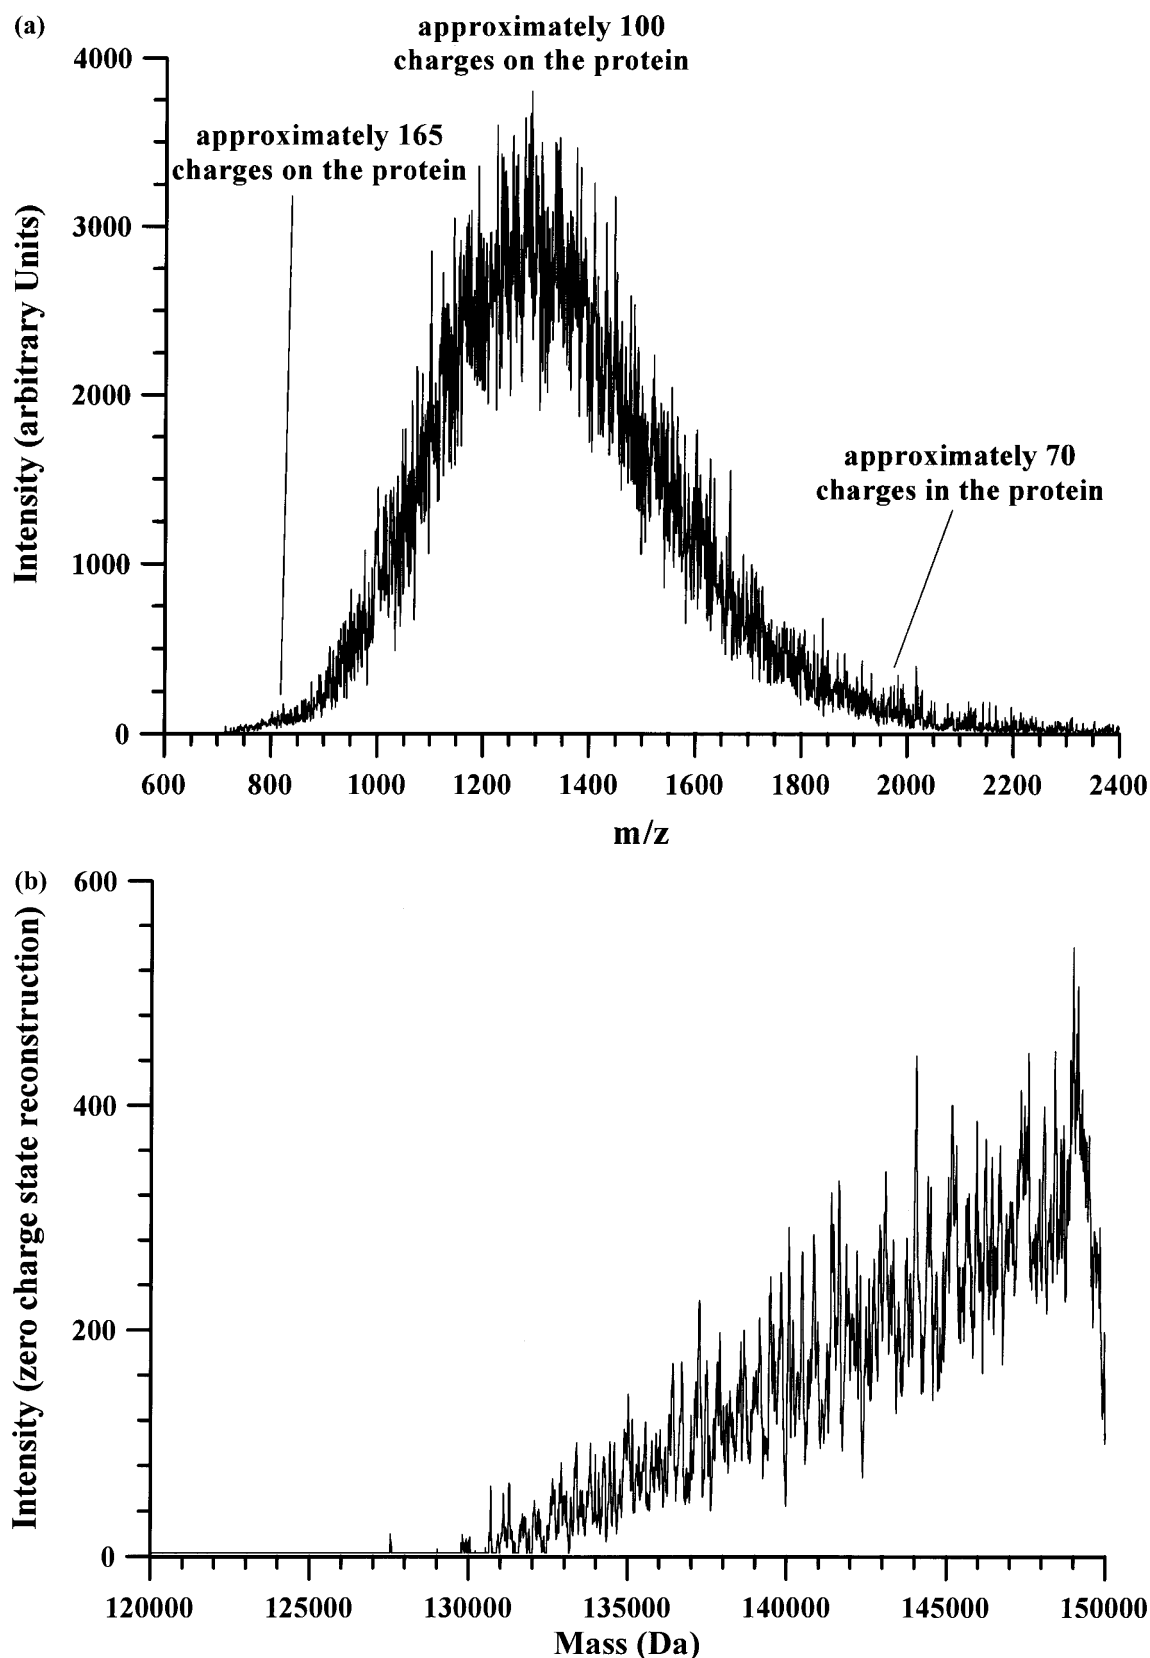 (a)
approximately 100
charges on the protein
approximately 165
charges on the protein
approximately 70
charges in the protein
Intensity (arbitrary Units)
4000
3000
2000
1000
0
600 800 1000 1200 1400 1600 1800 2000 2200 2400
m/z
(b)
Intensity (zero charge state reconstruction)
600
400
200
0
120000 125000 130000 135000 140000 145000 150000
Mass (Da)